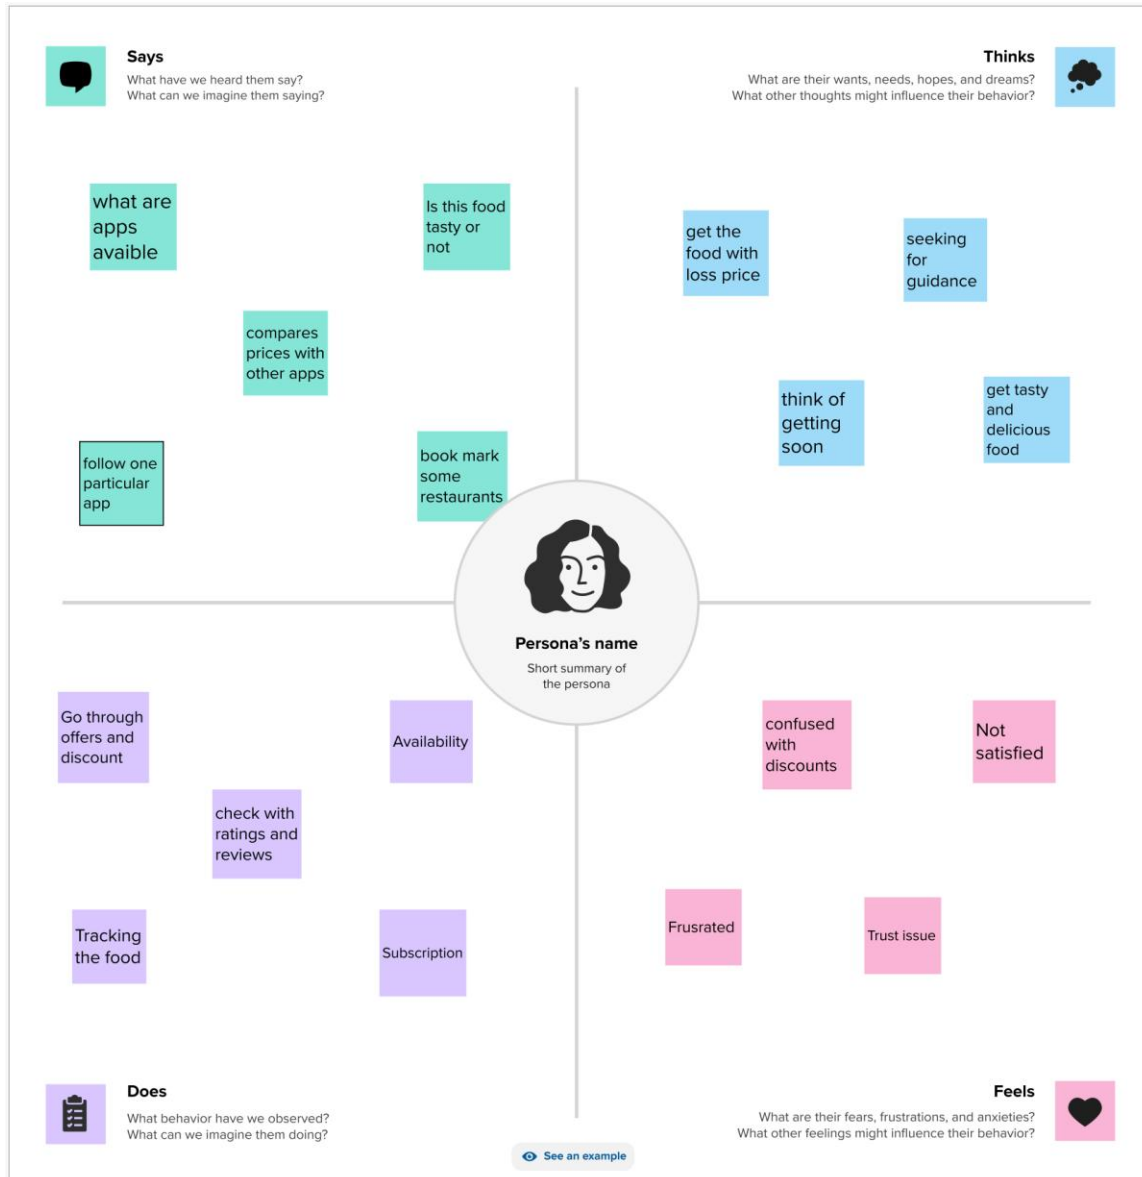 Says
What have we heard them say?
What can we imagine them saying?
Thinks
What are their wants, needs, hopes, and dreams?
What other thoughts might influence their behavior?
what are
apps
avaible
Is this food
tasty or
not
compares
prices with
other apps
follow one
particular
app
book mark
some
restaurants
get the
food with
loss price
seeking
for
guidance
think of
getting
soon
get tasty
and
delicious
food
Persona's name
Short summary of
the persona
Go through
offers and
discount
Availability
check with
ratings and
reviews
Tracking
the food
Subscription
confused
with
discounts
Not
satisfied
Frusrated
Trust issue
Does
What behavior have we observed?
What can we imagine them doing?
Feels
What are their fears, frustrations, and anxieties?
What other feelings might influence their behavior?
See an example